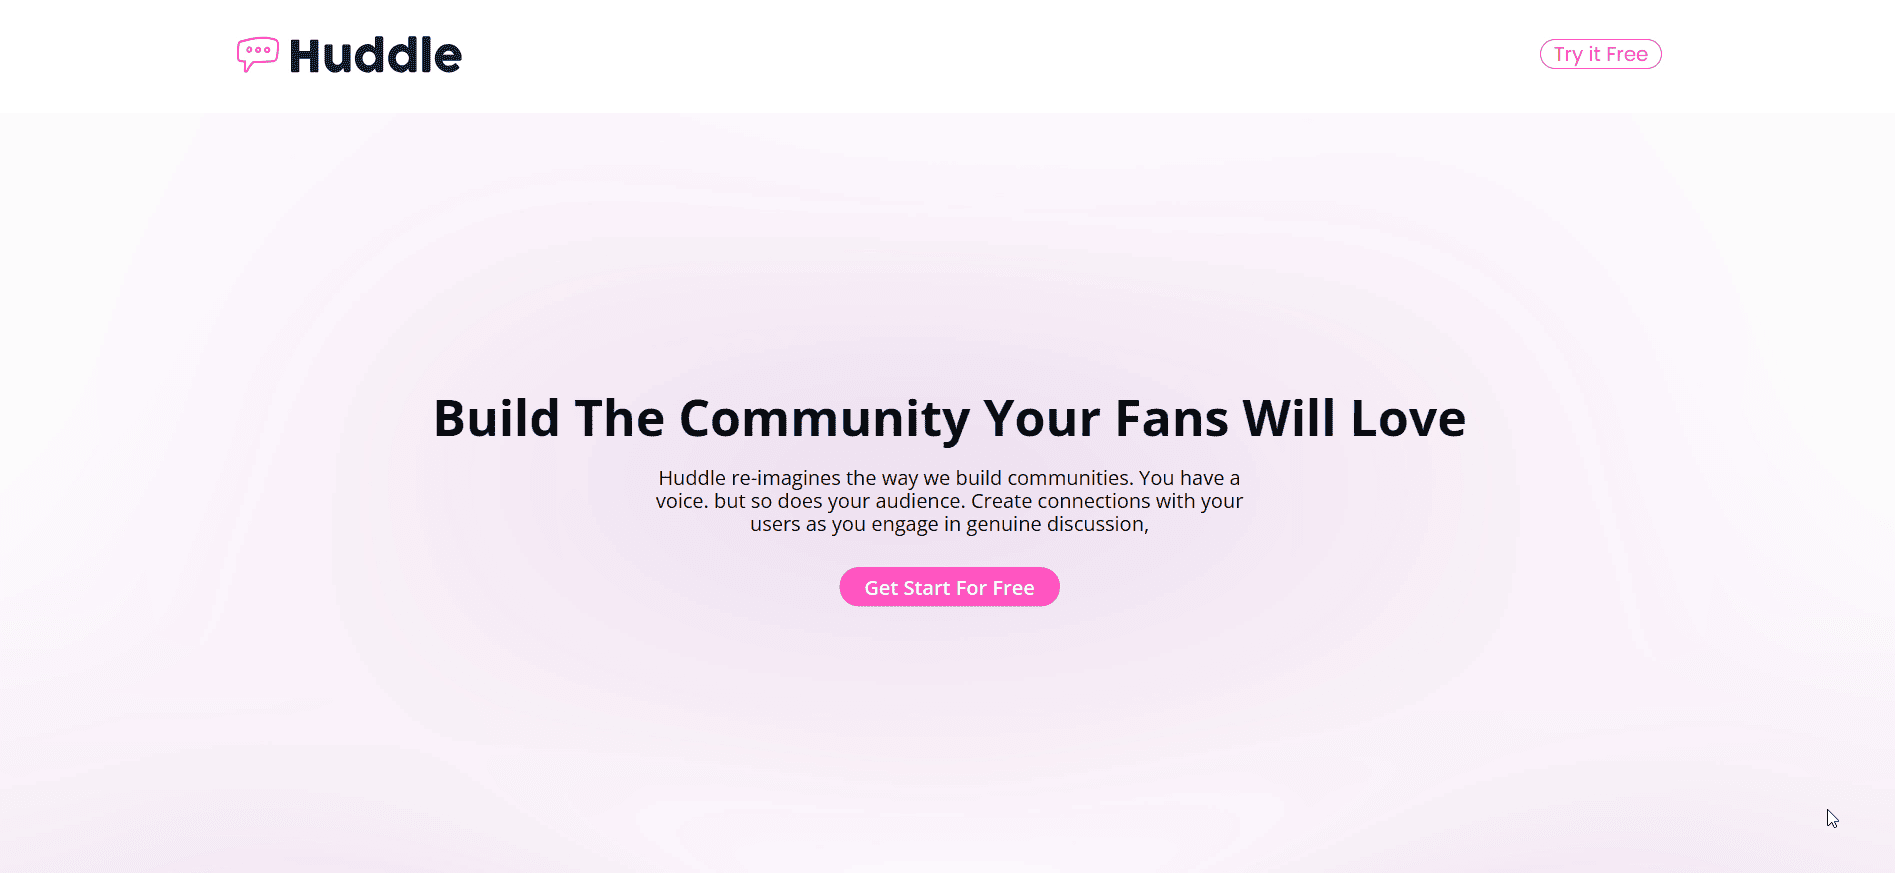 Huddle
Try it Free
Build The Community Your Fans Will Love
Huddle re-imagines the way we build communities. You have a
voice. but so does your audience. Create connections with your
users as you engage in genuine discussion,
Get Start For Free